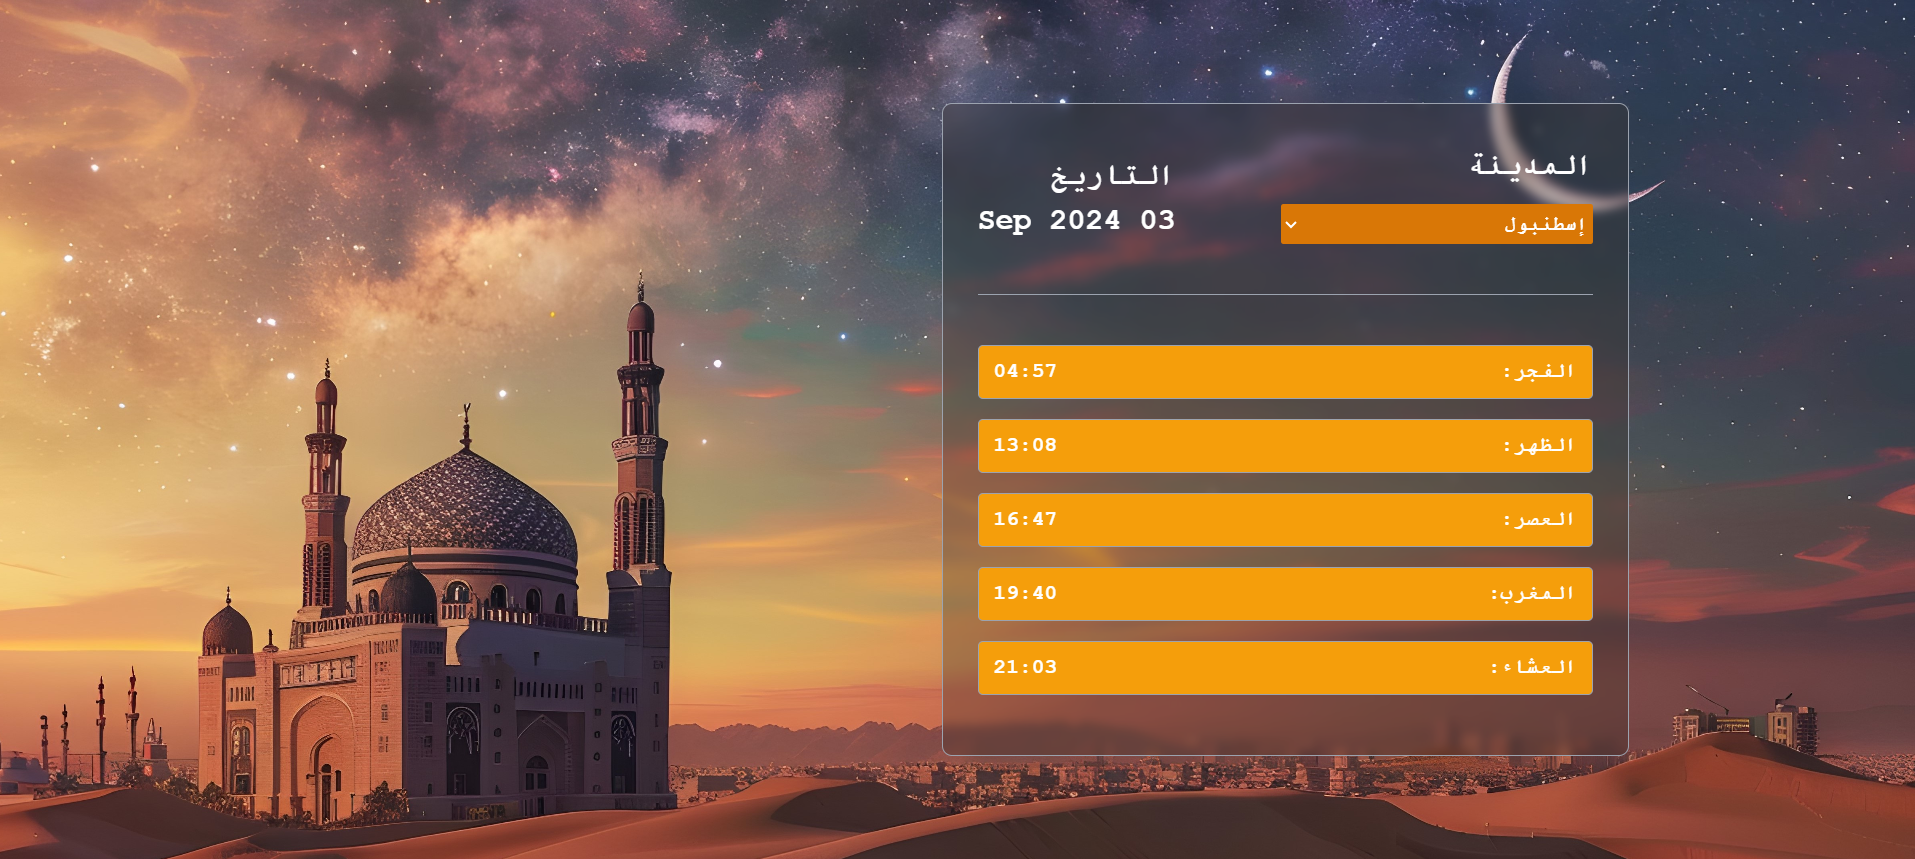 المدينة
إسطنبول
التاريخ
03 Sep 2024
الفجر: 04:57
الظهر: 13:08
العصر: 16:47
المغرب: 19:40
العشاء: 21:03